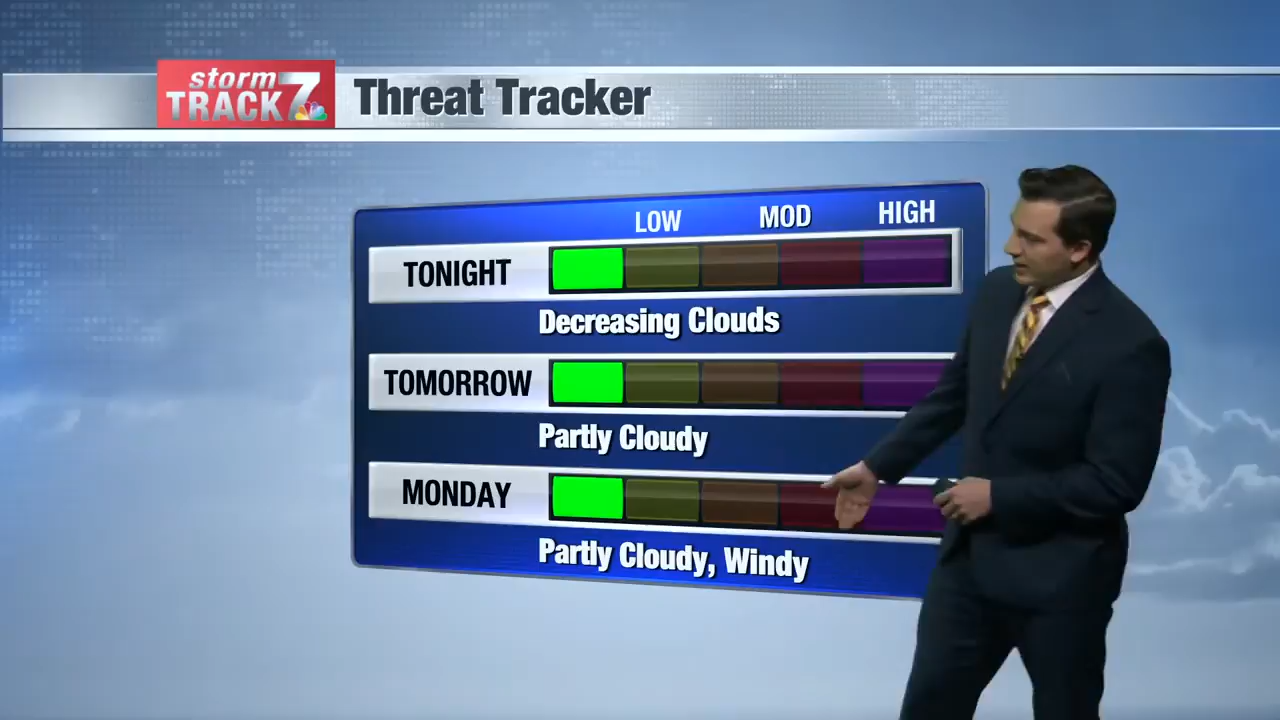 storm
TRACK 7
Threat Tracker
LOW MOD HIGH
TONIGHT
Decreasing Clouds
TOMORROW
Partly Cloudy
MONDAY
Partly Cloudy, Windy